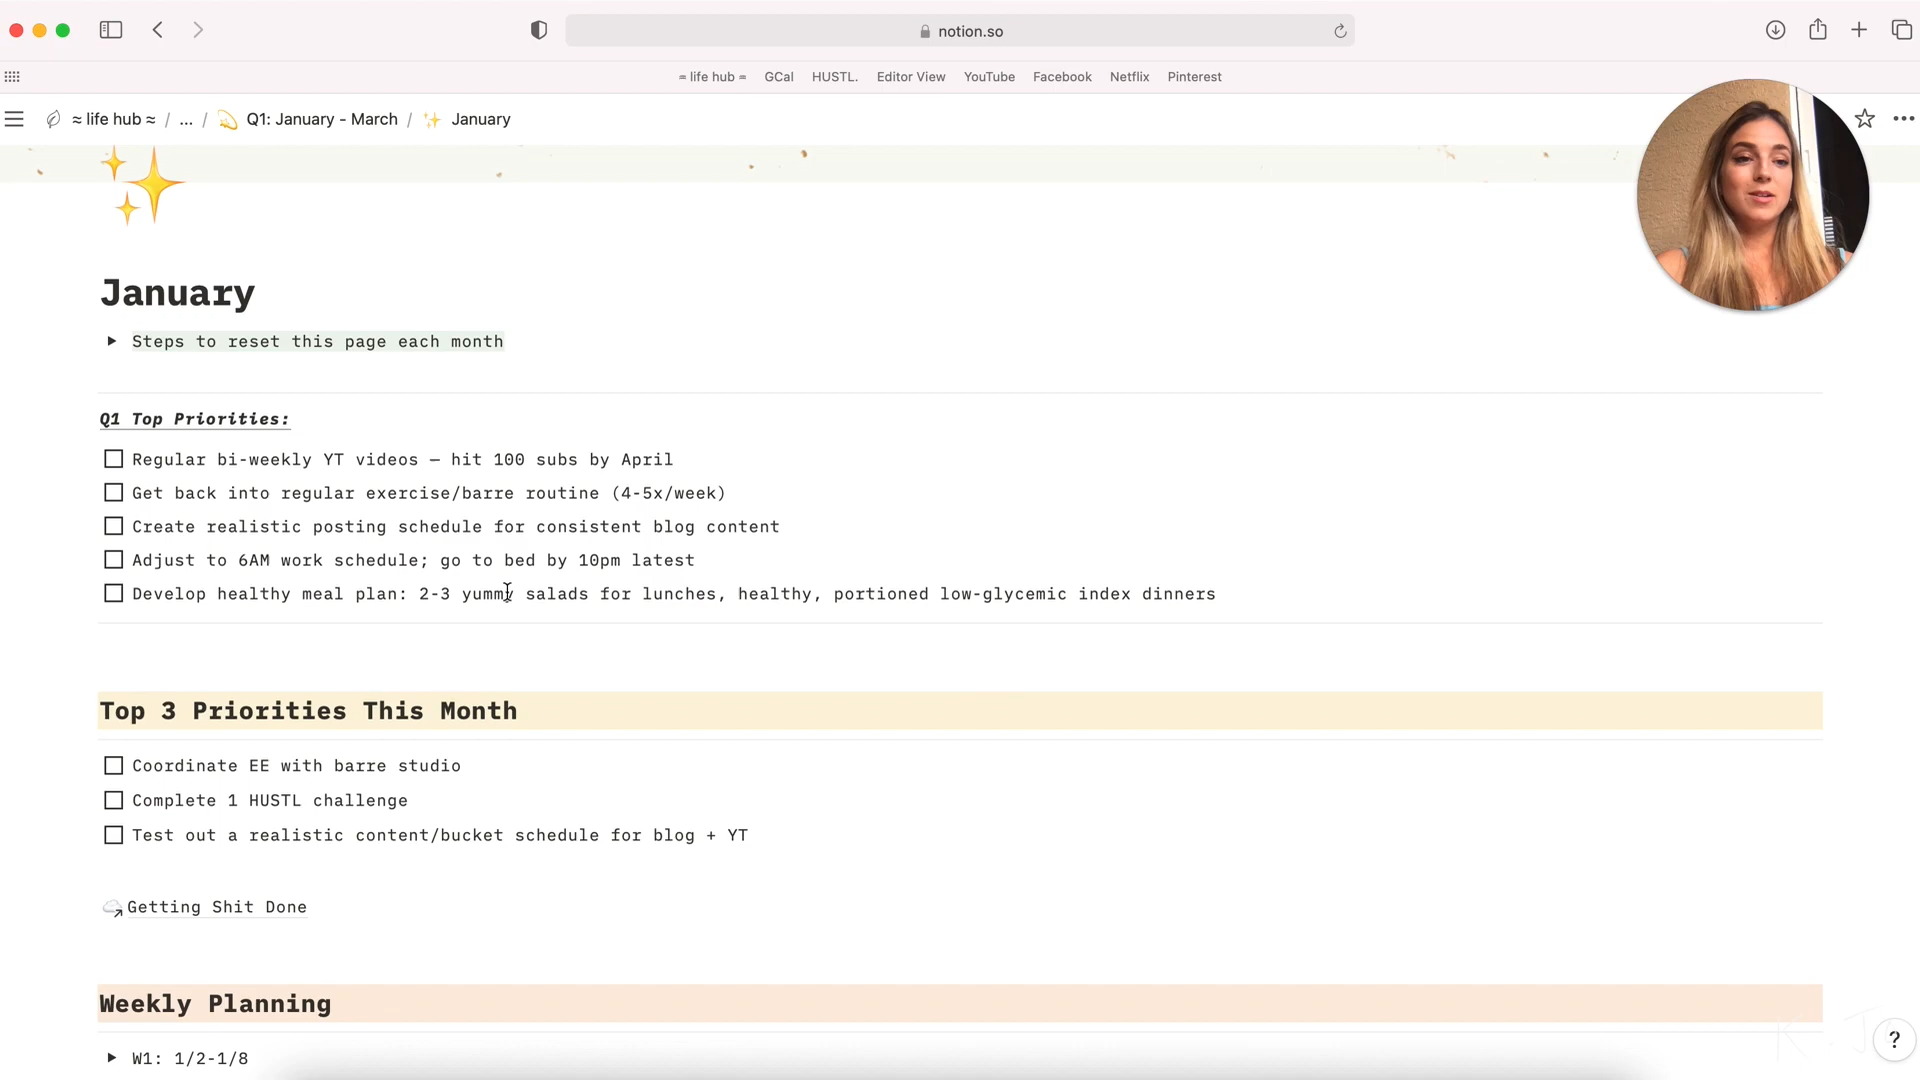 notion.so
≈ life hub ≈ GCal HUSTL. Editor View YouTube Facebook Netflix Pinterest
≈ life hub ≈ / ... / Q1: January - March / January
January
Steps to reset this page each month
Q1 Top Priorities:
Regular bi-weekly YT videos — hit 100 subs by April
Get back into regular exercise/barre routine (4-5x/week)
Create realistic posting schedule for consistent blog content
Adjust to 6AM work schedule; go to bed by 10pm latest
Develop healthy meal plan: 2-3 yummy salads for lunches, healthy, portioned low-glycemic index dinners
Top 3 Priorities This Month
Coordinate EE with barre studio
Complete 1 HUSTL challenge
Test out a realistic content/bucket schedule for blog + YT
Getting Shit Done
Weekly Planning
W1: 1/2-1/8
?